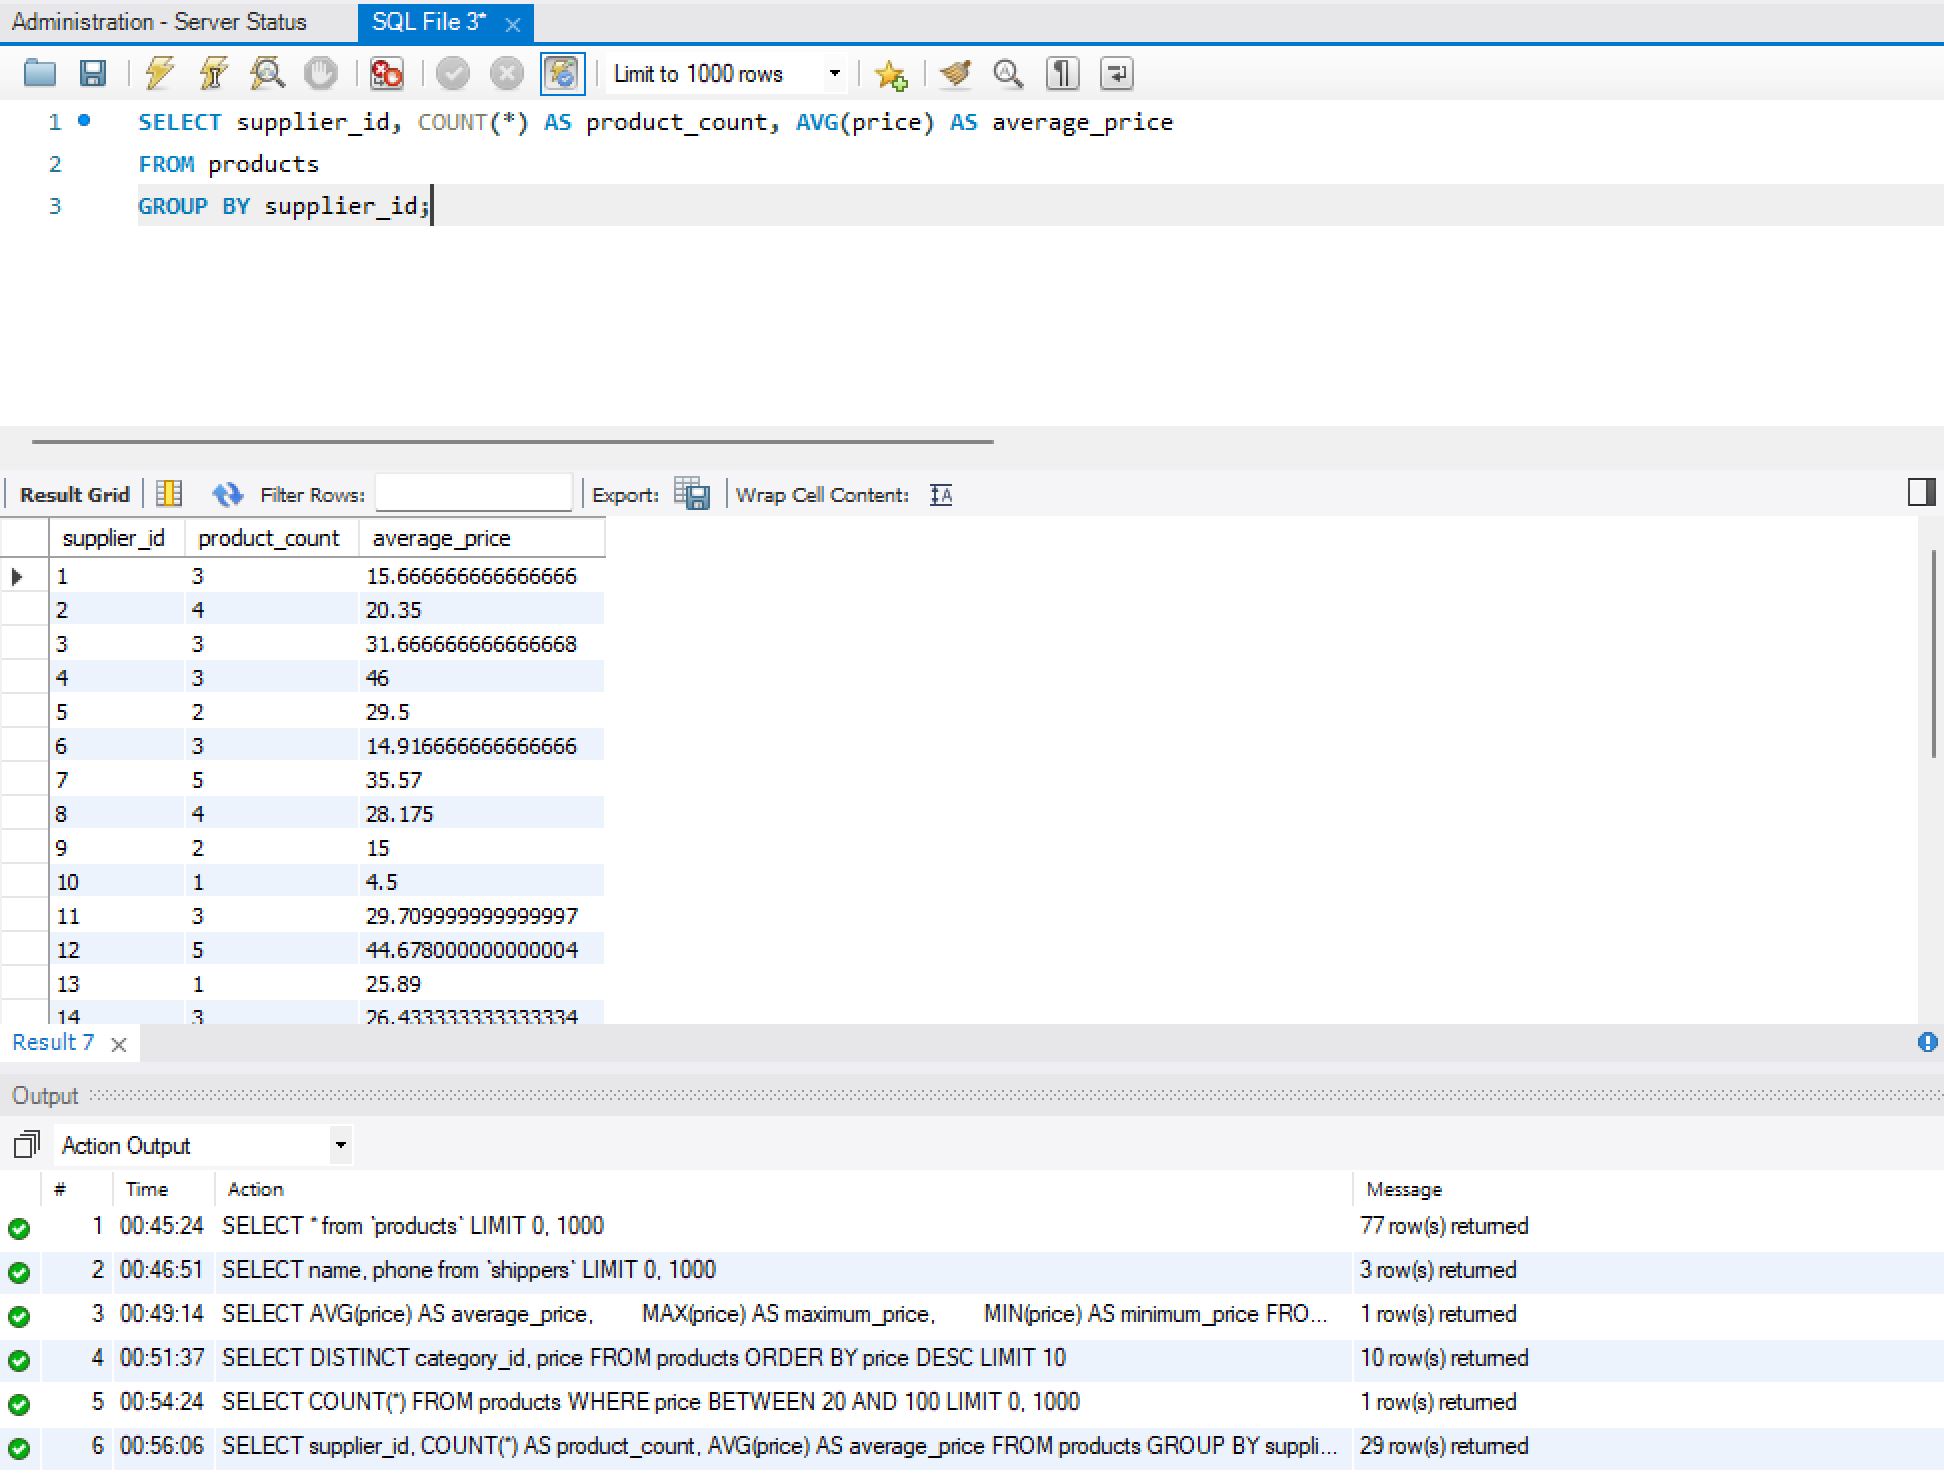 Administration - Server Status SQL File 3*
Limit to 1000 rows
1 SELECT supplier_id, COUNT(*) AS product_count, AVG(price) AS average_price
2 FROM products
3 GROUP BY supplier_id;
Result Grid Filter Rows: Export: Wrap Cell Content:
supplier_id product_count average_price
1 3 15.666666666666666
2 4 20.35
3 3 31.666666666666668
4 3 46
5 2 29.5
6 3 14.916666666666666
7 5 35.57
8 4 28.175
9 2 15
10 1 4.5
11 3 29.709999999999997
12 5 44.678000000000004
13 1 25.89
14 3 26.433333333333334
Result 7
Output
Action Output
# Time Action Message
1 00:45:24 SELECT * from `products` LIMIT 0, 1000 77 row(s) returned
2 00:46:51 SELECT name, phone from `shippers` LIMIT 0, 1000 3 row(s) returned
3 00:49:14 SELECT AVG(price) AS average_price, MAX(price) AS maximum_price, MIN(price) AS minimum_price FRO... 1 row(s) returned
4 00:51:37 SELECT DISTINCT category_id, price FROM products ORDER BY price DESC LIMIT 10 10 row(s) returned
5 00:54:24 SELECT COUNT(*) FROM products WHERE price BETWEEN 20 AND 100 LIMIT 0, 1000 1 row(s) returned
6 00:56:06 SELECT supplier_id, COUNT(*) AS product_count, AVG(price) AS average_price FROM products GROUP BY suppli... 29 row(s) returned